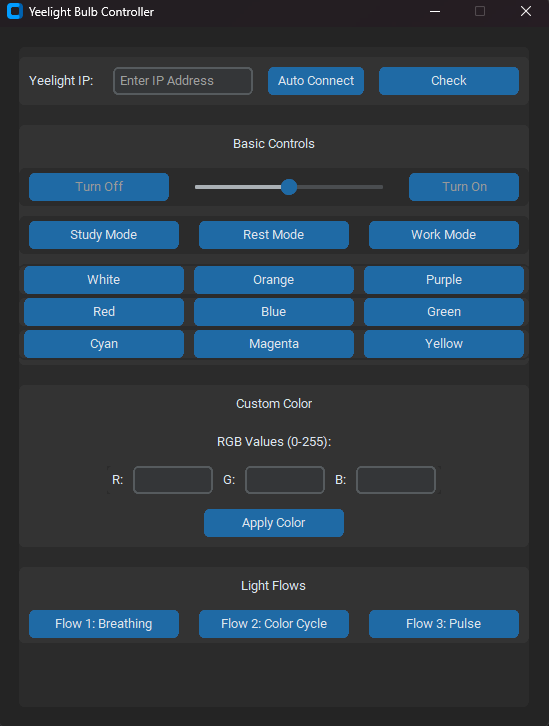 Yeelight Bulb Controller
Yeelight IP: Enter IP Address Auto Connect Check
Basic Controls
Turn Off Turn On
Study Mode Rest Mode Work Mode
White Orange Purple
Red Blue Green
Cyan Magenta Yellow
Custom Color
RGB Values (0-255):
R: G: B:
Apply Color
Light Flows
Flow 1: Breathing Flow 2: Color Cycle Flow 3: Pulse